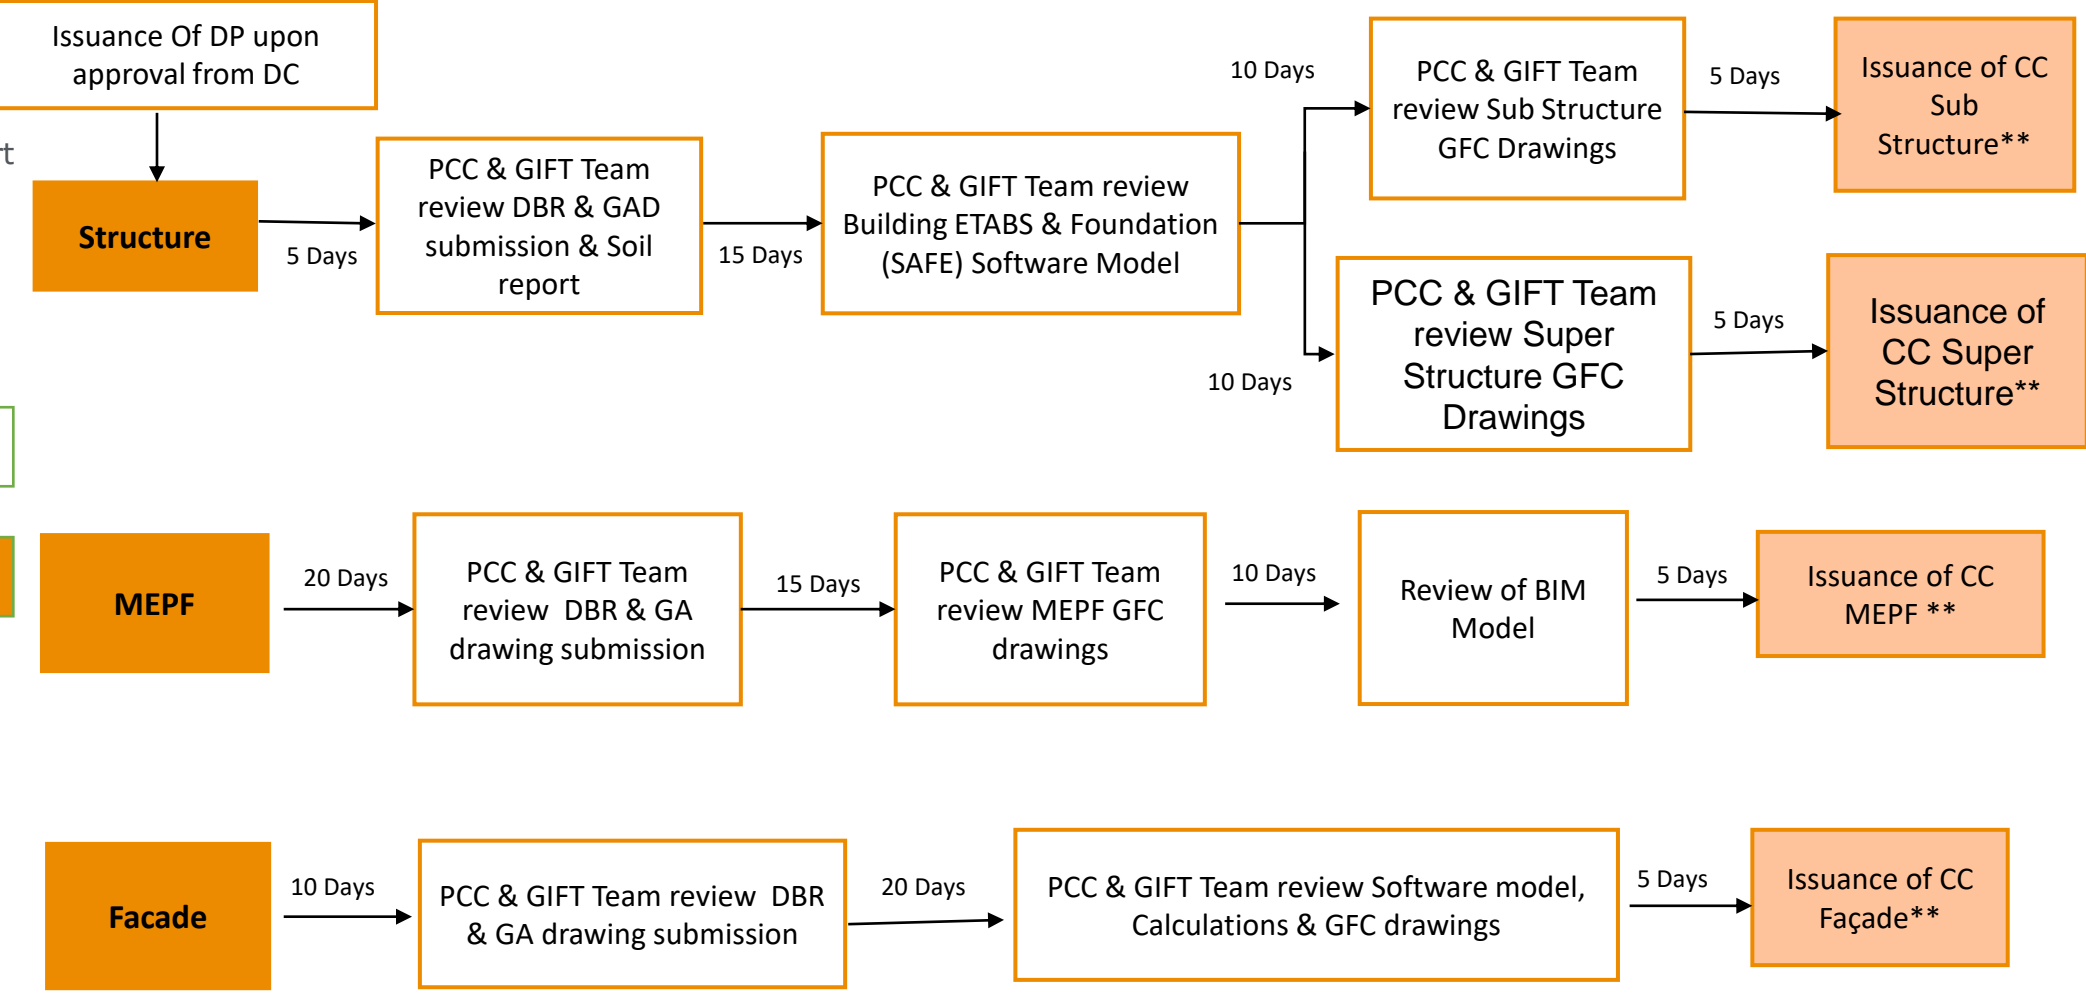 Issuance Of DP upon
approval from DC
rt
Structure
5 Days
PCC & GIFT Team
review DBR & GAD
submission & Soil
report
15 Days
PCC & GIFT Team review
Building ETABS & Foundation
(SAFE) Software Model
10 Days
PCC & GIFT Team
review Sub Structure
GFC Drawings
5 Days
Issuance of CC
Sub
Structure**
10 Days
PCC & GIFT Team
review Super
Structure GFC
Drawings
5 Days
Issuance of
CC Super
Structure**
MEPF
20 Days
PCC & GIFT Team
review DBR & GA
drawing submission
15 Days
PCC & GIFT Team
review MEPF GFC
drawings
10 Days
Review of BIM
Model
5 Days
Issuance of CC
MEPF **
Facade
10 Days
PCC & GIFT Team review DBR
& GA drawing submission
20 Days
PCC & GIFT Team review Software model,
Calculations & GFC drawings
5 Days
Issuance of CC
Façade**